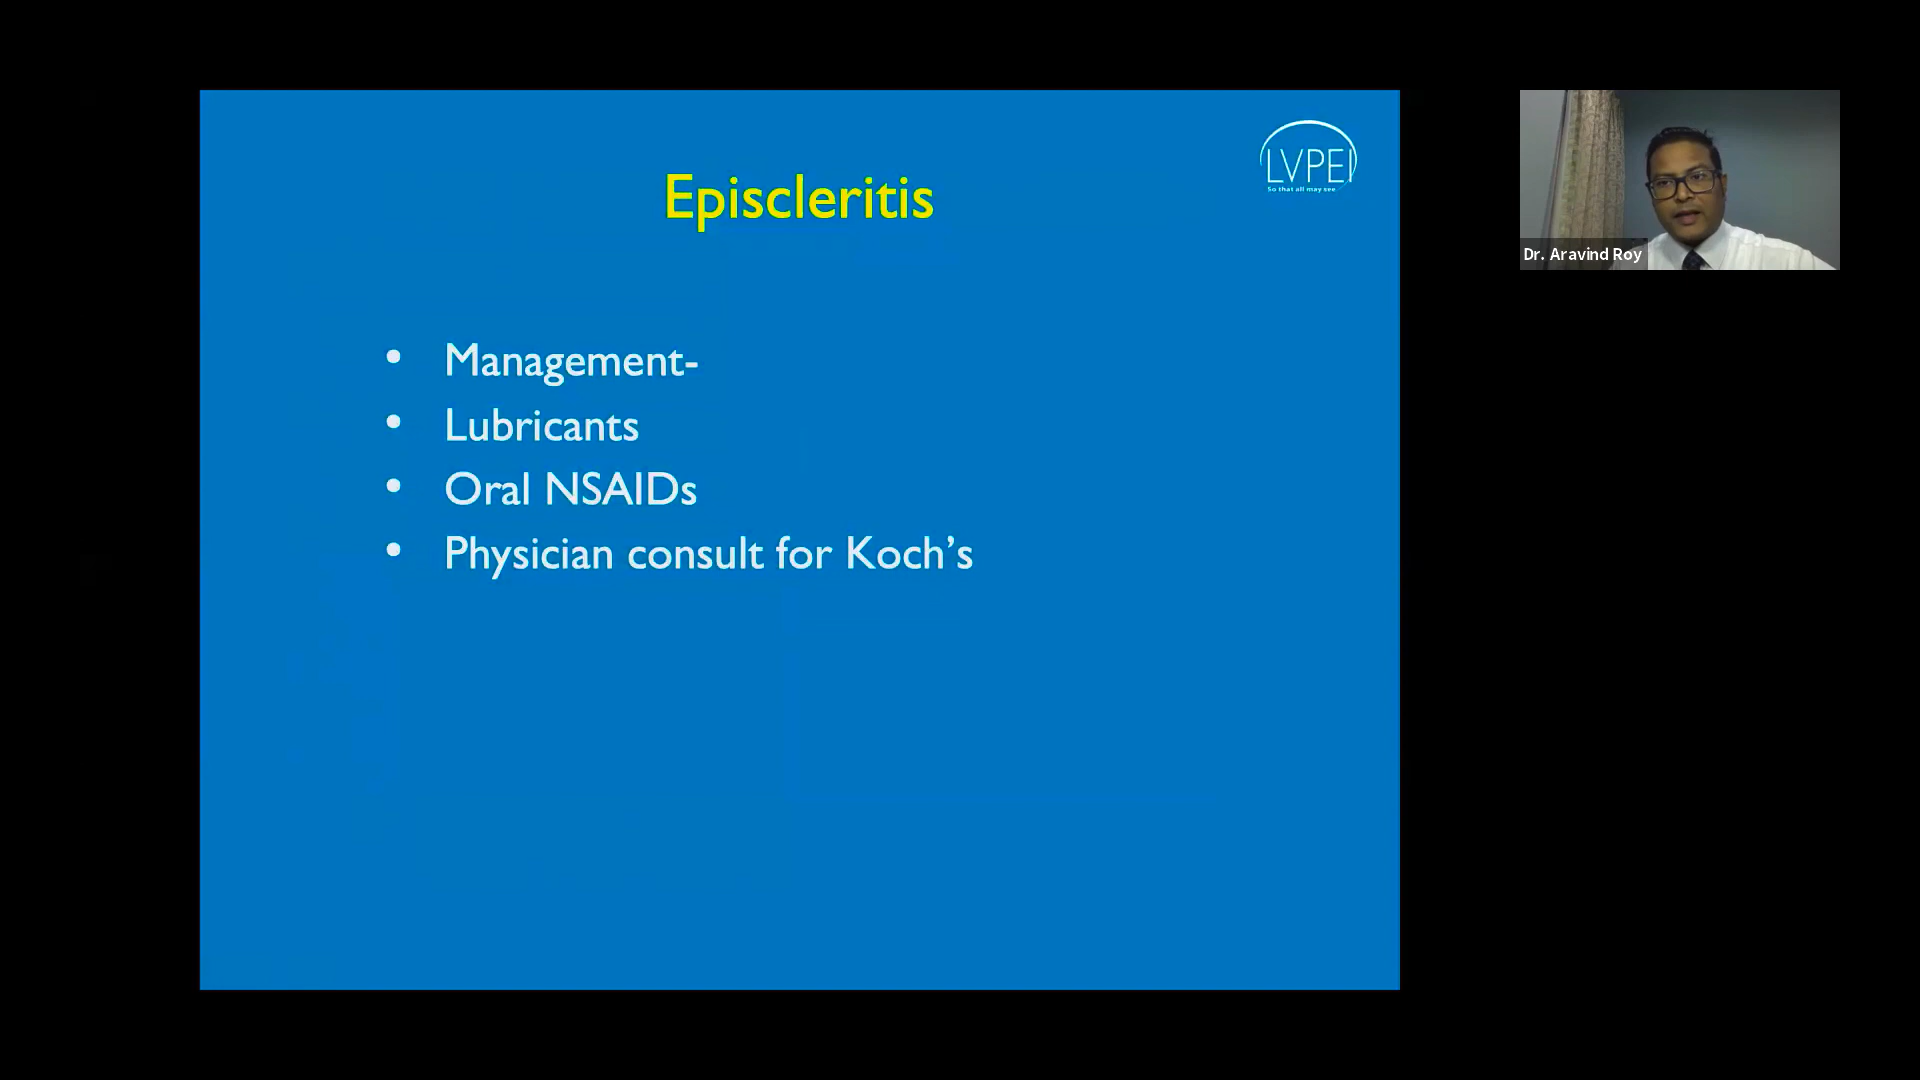 LVPEI
So that all may see
Episcleritis
• Management-
• Lubricants
• Oral NSAIDs
• Physician consult for Koch’s
Dr. Aravind Roy